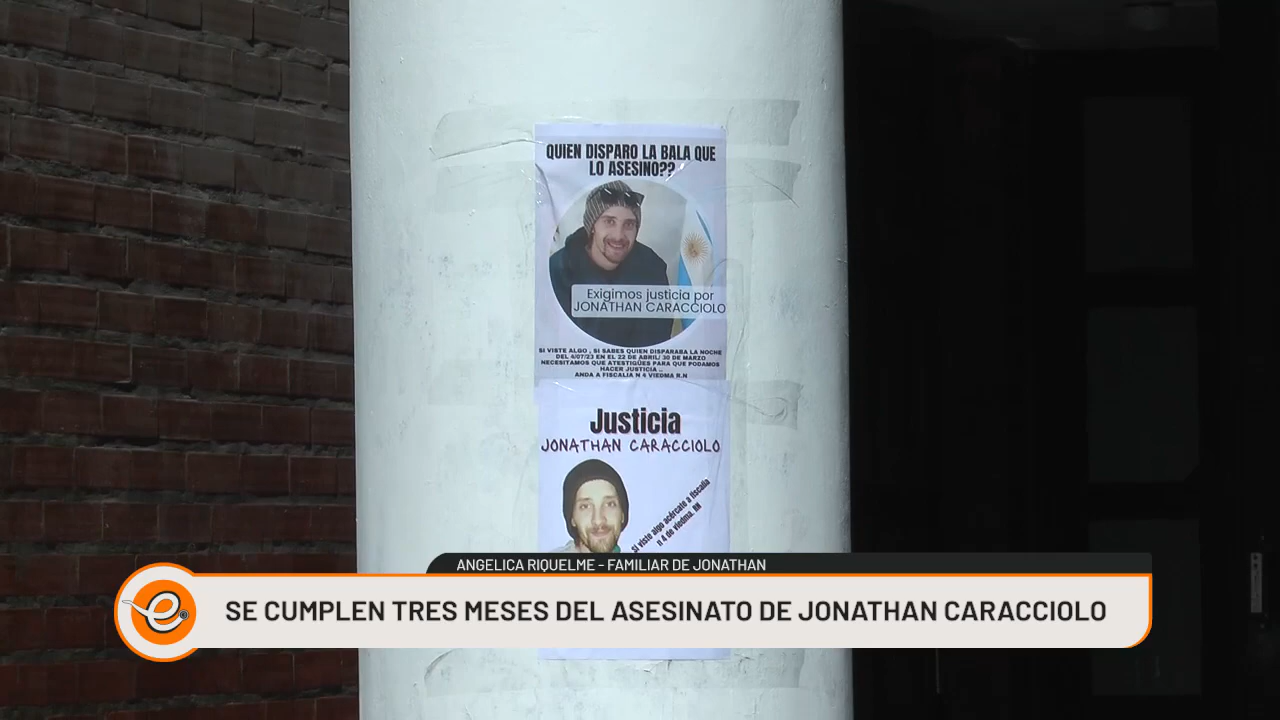 QUIEN DISPARO LA BALA QUE
LO ASESINO??
Exigimos justicia por
JONATHAN CARACCIOLO
SI VISTE ALGO , SI SABES QUIEN DISPARABA LA NOCHE
DEL 4/07/23 EN EL 22 DE ABRIL/ 30 DE MARZO
NECESITAMOS QUE ATESTIGÜES PARA QUE PODAMOS
HACER JUSTICIA ..
ANDA A FISCALIA N 4 VIEDMA R.N
Justicia
JONATHAN CARACCIOLO
Si viste algo acércate a fiscalia
n 4 de viedma. RN
ANGELICA RIQUELME - FAMILIAR DE JONATHAN
SE CUMPLEN TRES MESES DEL ASESINATO DE JONATHAN CARACCIOLO
e